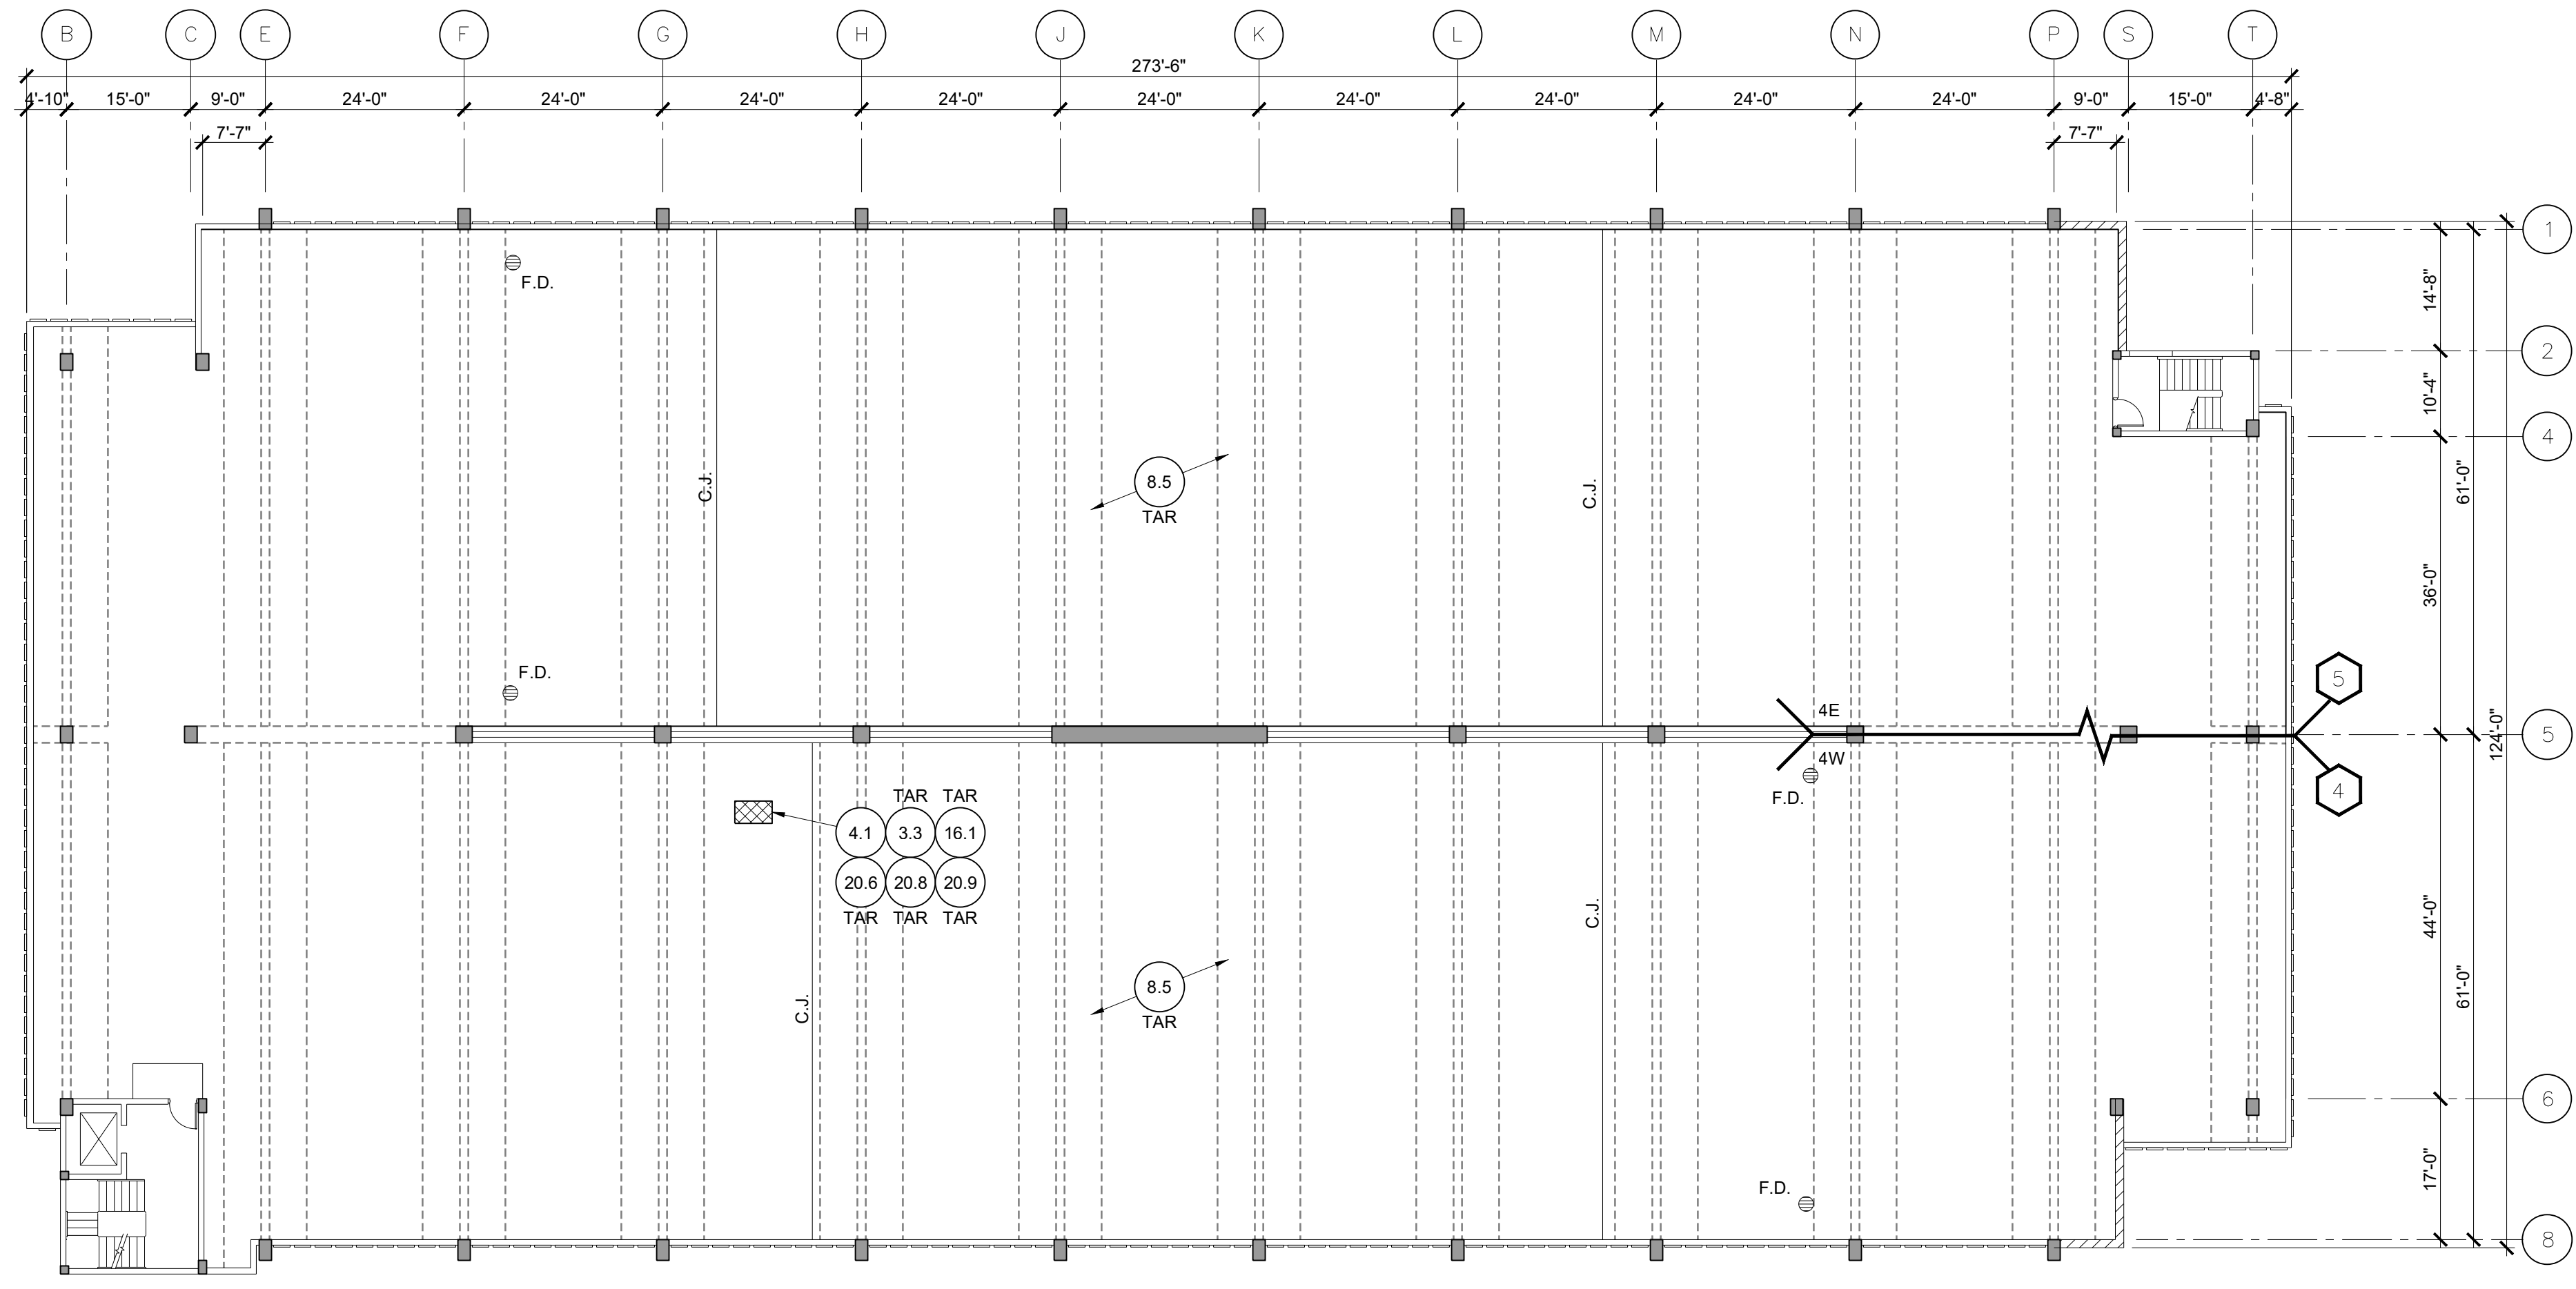 B C E F G H J K L M N P S T
273'-6"
4'-10" 15'-0" 9'-0" 24'-0" 24'-0" 24'-0" 24'-0" 24'-0" 24'-0" 24'-0" 24'-0" 24'-0" 9'-0" 15'-0" 4'-8"
7'-7" 7'-7"
1
F.D.
14'-8"
2
10'-4"
4
C.J.
8.5
TAR
C.J.
61'-0"
36'-0"
F.D.
5
4E
124'-0"
5
4W
4
F.D.
TAR TAR
4.1 3.3 16.1
20.6 20.8 20.9
TAR TAR TAR
C.J.
44'-0"
8.5
TAR
C.J.
61'-0"
6
17'-0"
F.D.
8